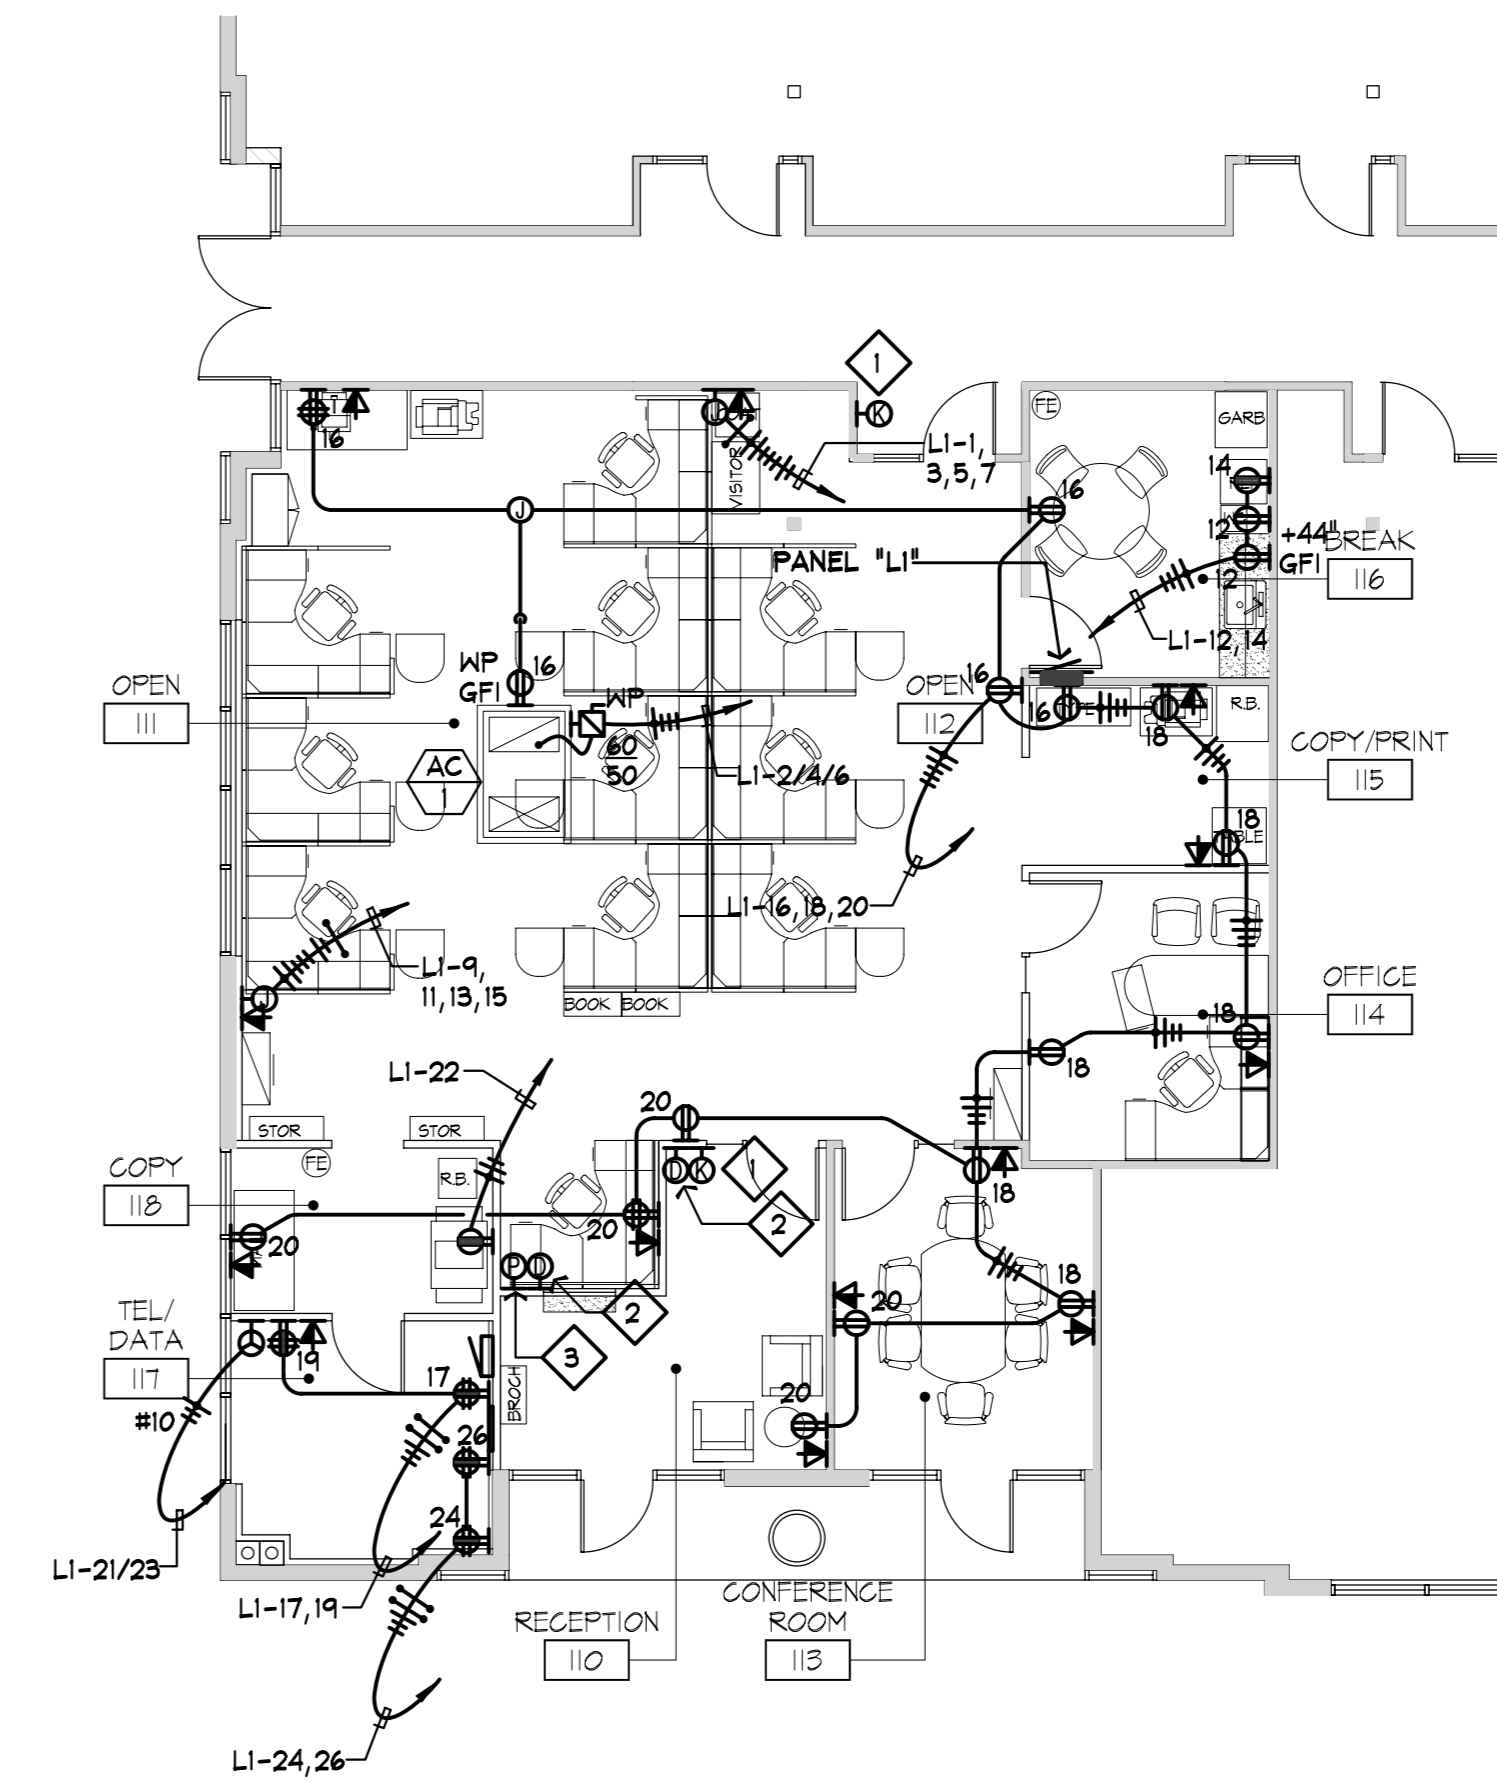 1
K
FE
GARB
16
J
J
VISITOR
L1-1,
3,5,7
16
14
12
+44"
GFI
12
BREAK
116
PANEL "L1"
L1-12,14
WP
GFI
16
WP
60
50
L1-2/4/6
AC
1
OPEN
111
OPEN
112
16
16
18
R.B.
COPY/PRINT
115
18
TABLE
L1-16,18,20
L1-9,
11,13,15
J
BOOK
BOOK
OFFICE
114
18
18
L1-22
20
STOR
STOR
FE
R.B.
COPY
118
20
20
D
K
1
2
18
P
D
2
3
18
20
20
TEL/
DATA
117
19
17
#10
26
24
BROCH
L1-21/23
L1-17,19
L1-24,26
RECEPTION
110
CONFERENCE
ROOM
113